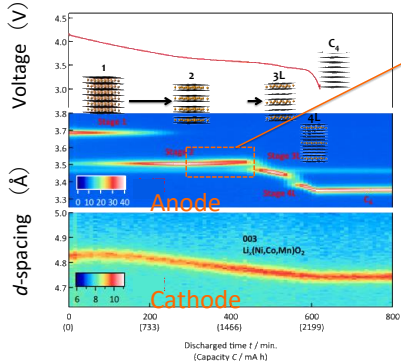 Voltage (V)
4.5
4.0
3.5
3.0
1
2
3L
C4
4L
d-spacing (Å)
3.8
3.7
3.6
3.5
3.4
3.3
Stage 1
Stage 2
Stage 3L
Stage 4L
C6
0 10 20 30 40
Anode
5.0
4.9
4.8
4.7
003
Liₓ(Ni,Co,Mn)O₂
6 8 10
Cathode
0 200 400 600 800
(0) (733) (1466) (2199)
Discharged time t / min.
(Capacity C / mA h)